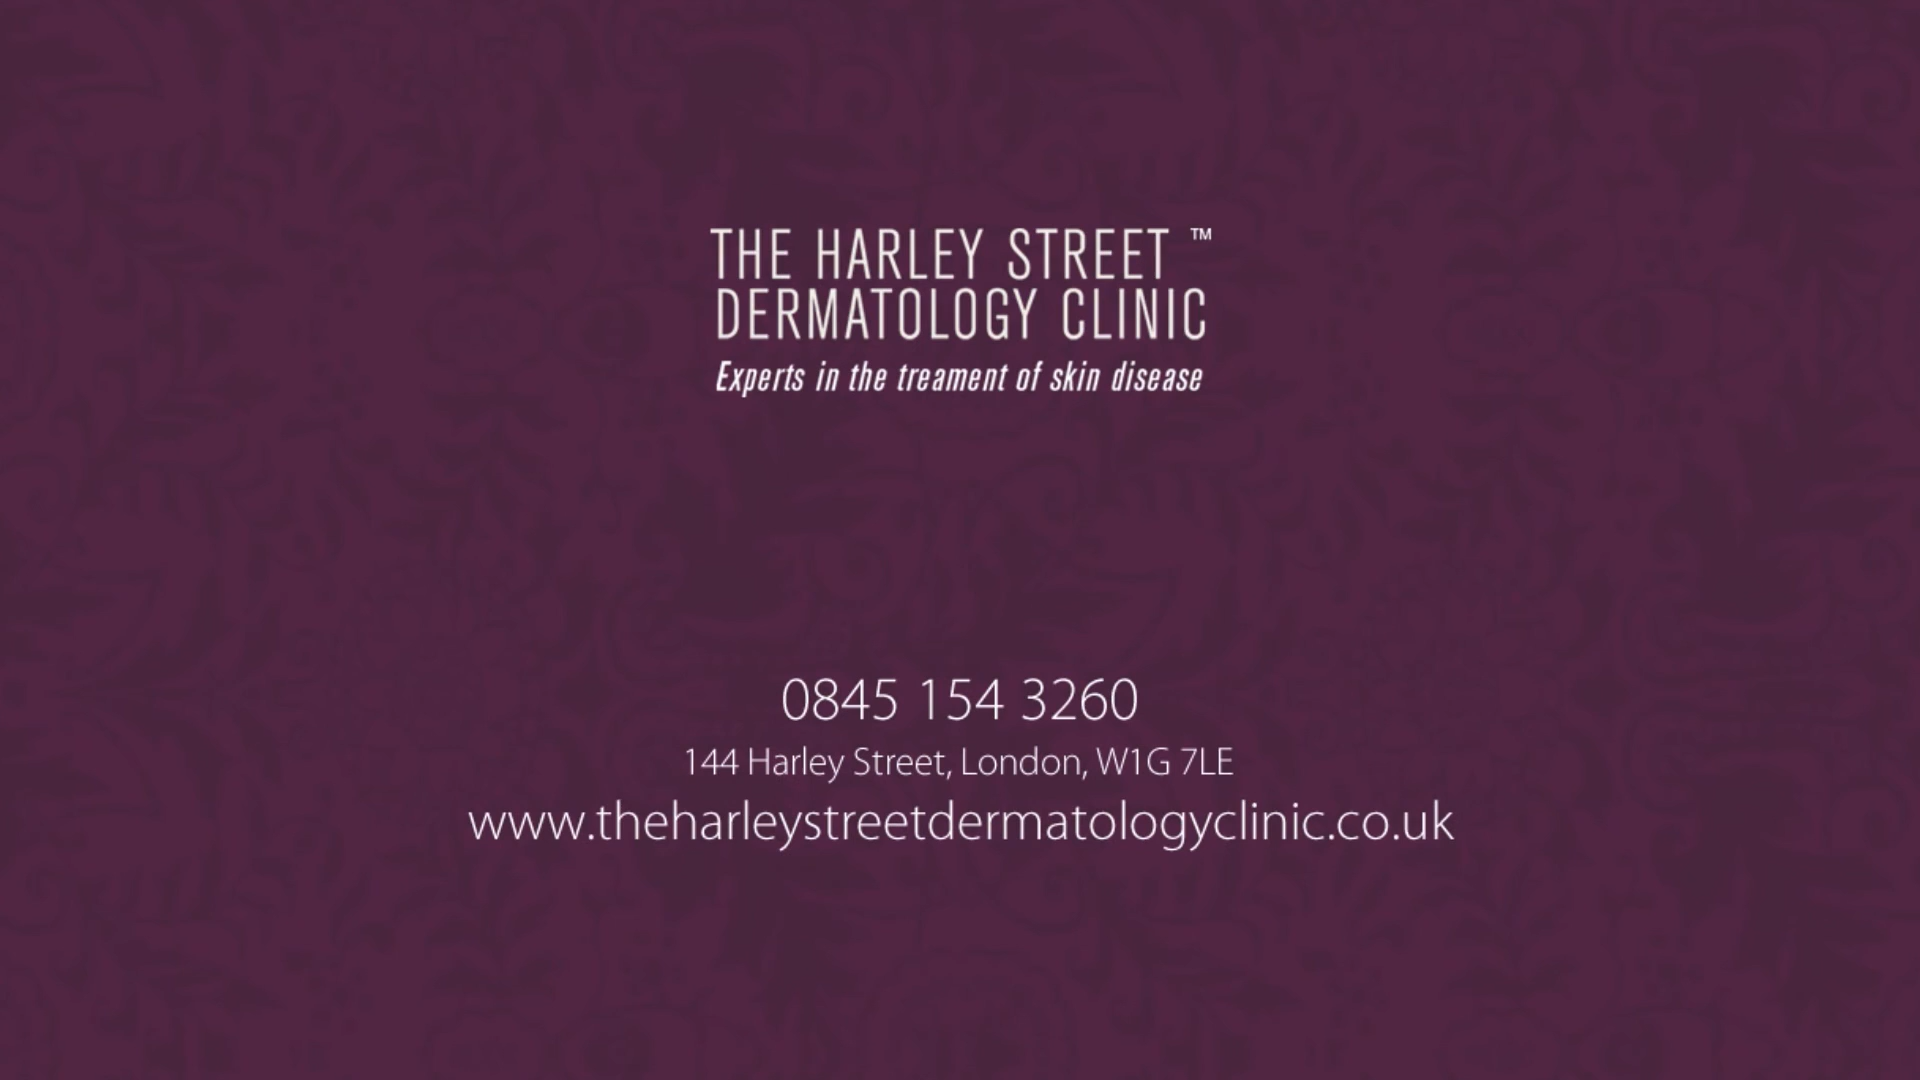 THE HARLEY STREET ™
DERMATOLOGY CLINIC
Experts in the treament of skin disease
0845 154 3260
144 Harley Street, London, W1G 7LE
www.theharleystreetdermatologyclinic.co.uk